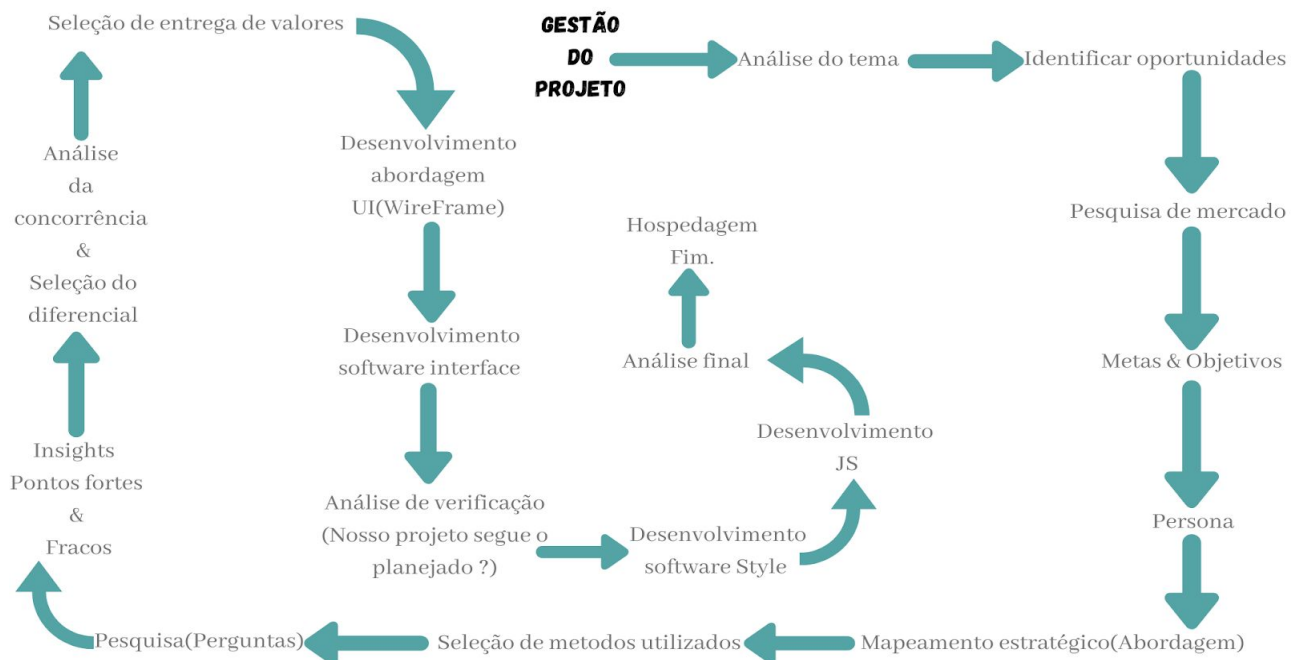 GESTÃO
DO
PROJETO
Análise do tema
Identificar oportunidades
Pesquisa de mercado
Metas & Objetivos
Persona
Mapeamento estratégico(Abordagem)
Seleção de metodos utilizados
Pesquisa(Perguntas)
Insights
Pontos fortes
&
Fracos
Análise
da
concorrência
&
Seleção do
diferencial
Seleção de entrega de valores
Desenvolvimento
abordagem
UI(WireFrame)
Desenvolvimento
software interface
Análise de verificação
(Nosso projeto segue o
planejado ?)
Desenvolvimento
software Style
Desenvolvimento
JS
Análise final
Hospedagem
Fim.